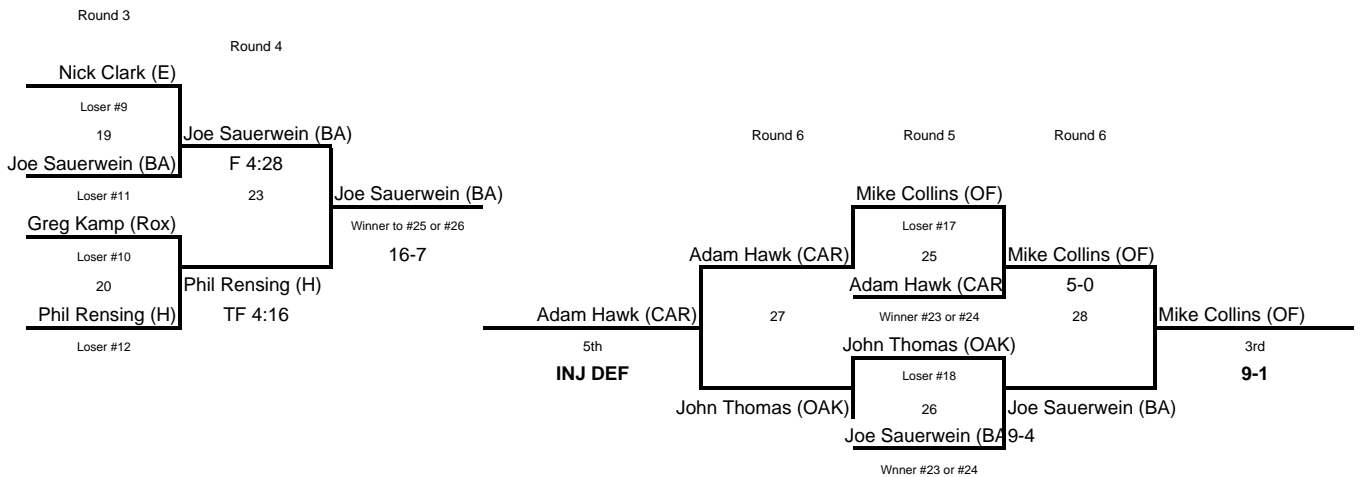 Round 3
Round 4
Nick Clark (E)
Loser #9
19
Joe Sauerwein (BA)
Joe Sauerwein (BA)
F 4:28
Loser #11
23
Joe Sauerwein (BA)
Greg Kamp (Rox)
Winner to #25 or #26
Loser #10
16-7
20
Phil Rensing (H)
Phil Rensing (H)
TF 4:16
Loser #12
Round 6
Round 5
Round 6
Mike Collins (OF)
Loser #17
Adam Hawk (CAR)
25
Mike Collins (OF)
Adam Hawk (CAR
5-0
Adam Hawk (CAR)
27
Winner #23 or #24
28
Mike Collins (OF)
5th
John Thomas (OAK)
3rd
INJ DEF
Loser #18
9-1
John Thomas (OAK)
26
Joe Sauerwein (BA)
Joe Sauerwein (BA
9-4
Wnner #23 or #24